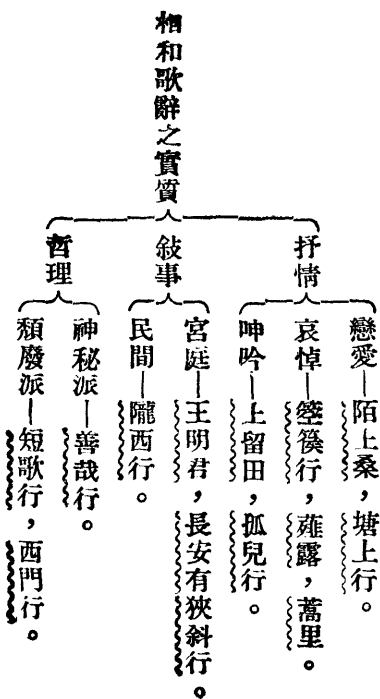 相和歌辭之實質
抒情
戀愛—陌上桑，塘上行。
哀悼—箜篌行，薤露，蒿里。
呻吟—上留田，孤兒行。
敍事
宮庭—王明君，長安有狹斜行。
民間—隴西行。
哲理
神秘派—善哉行。
頹廢派—短歌行，西門行。